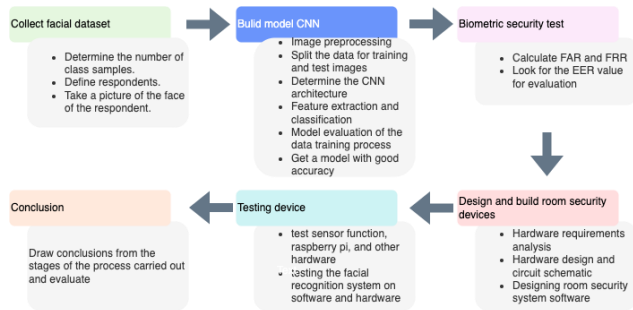 Collect facial dataset
• Determine the number of
class samples.
• Define respondents.
• Take a picture of the face
of the respondent.
Bulid model CNN
• Image preprocessing
• Split the data for training
and test images
• Determine the CNN
architecture
• Feature extraction and
classification
• Model evaluation of the
data training process
• Get a model with good
accuracy
Biometric security test
• Calculate FAR and FRR
• Look for the EER value
for evaluation
Design and build room security
devices
• Hardware requirements
analysis
• Hardware design and
circuit schematic
• Designing room security
system software
Testing device
• test sensor function,
raspberry pi, and other
hardware
• testing the facial
recognition system on
software and hardware
Conclusion
Draw conclusions from the
stages of the process carried out
and evaluate